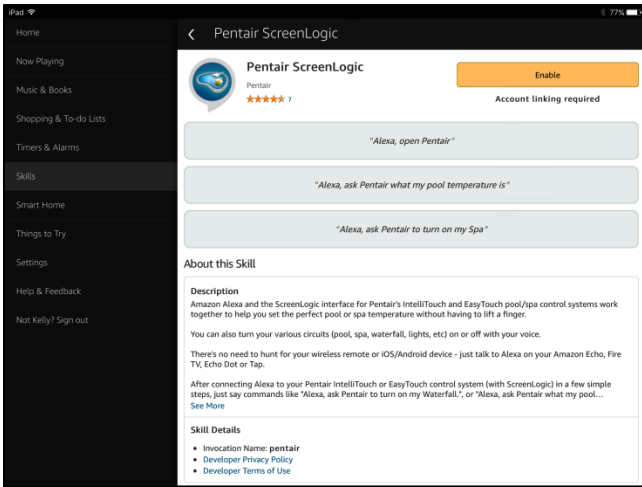 iPad
77%
Home
Now Playing
Music & Books
Shopping & To-do Lists
Timers & Alarms
Skills
Smart Home
Things to Try
Settings
Help & Feedback
Not Kelly? Sign out
Pentair ScreenLogic
Pentair ScreenLogic
Pentair
7
Enable
Account linking required
"Alexa, open Pentair"
"Alexa, ask Pentair what my pool temperature is"
"Alexa, ask Pentair to turn on my Spa"
About this Skill
Description
Amazon Alexa and the ScreenLogic interface for Pentair's IntelliTouch and EasyTouch pool/spa control systems work
together to help you set the perfect pool or spa temperature without having to lift a finger.
You can also turn your various circuits (pool, spa, waterfall, lights, etc) on or off with your voice.
There's no need to hunt for your wireless remote or iOS/Android device - just talk to Alexa on your Amazon Echo, Fire
TV, Echo Dot or Tap.
After connecting Alexa to your Pentair IntelliTouch or EasyTouch control system (with ScreenLogic) in a few simple
steps, just say commands like "Alexa, ask Pentair to turn on my Waterfall.", or "Alexa, ask Pentair what my pool...
See More
Skill Details
• Invocation Name: pentair
• Developer Privacy Policy
• Developer Terms of Use